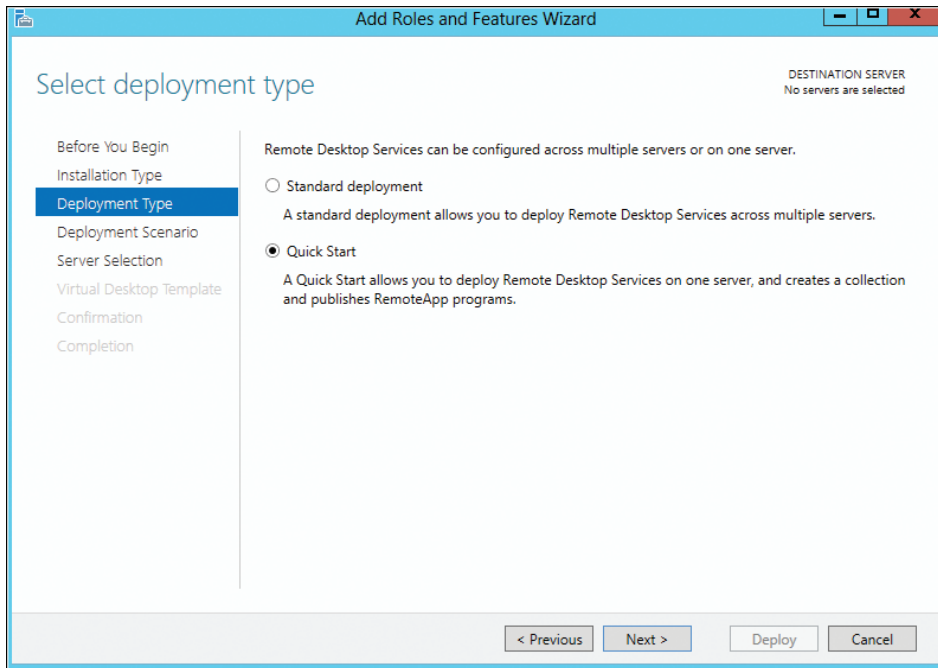 Add Roles and Features Wizard
Select deployment type
DESTINATION SERVER
No servers are selected
Before You Begin
Installation Type
Deployment Type
Deployment Scenario
Server Selection
Virtual Desktop Template
Confirmation
Completion
Remote Desktop Services can be configured across multiple servers or on one server.
Standard deployment
A standard deployment allows you to deploy Remote Desktop Services across multiple servers.
Quick Start
A Quick Start allows you to deploy Remote Desktop Services on one server, and creates a collection
and publishes RemoteApp programs.
< Previous
Next >
Deploy
Cancel